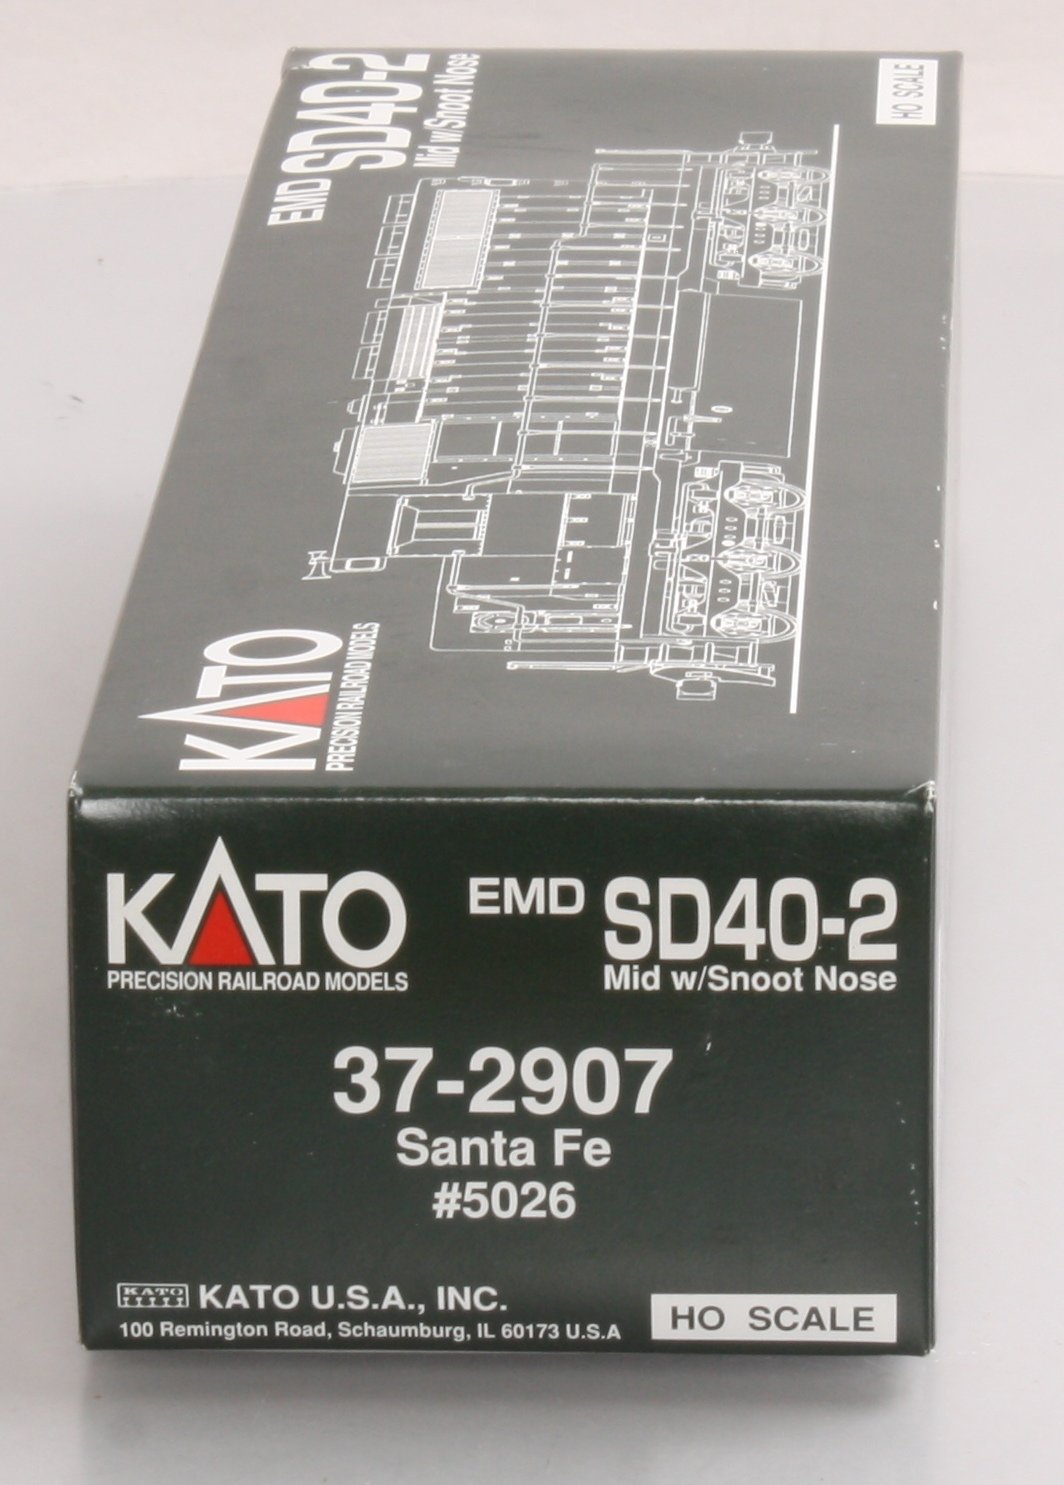 EMD SD40-2
Mid w/Snoot Nose
HO SCALE
KATO
PRECISION RAILROAD MODELS
KATO
PRECISION RAILROAD MODELS
EMD SD40-2
Mid w/Snoot Nose
37-2907
Santa Fe
#5026
KATO
KATO U.S.A., INC.
100 Remington Road, Schaumburg, IL 60173 U.S.A
HO SCALE